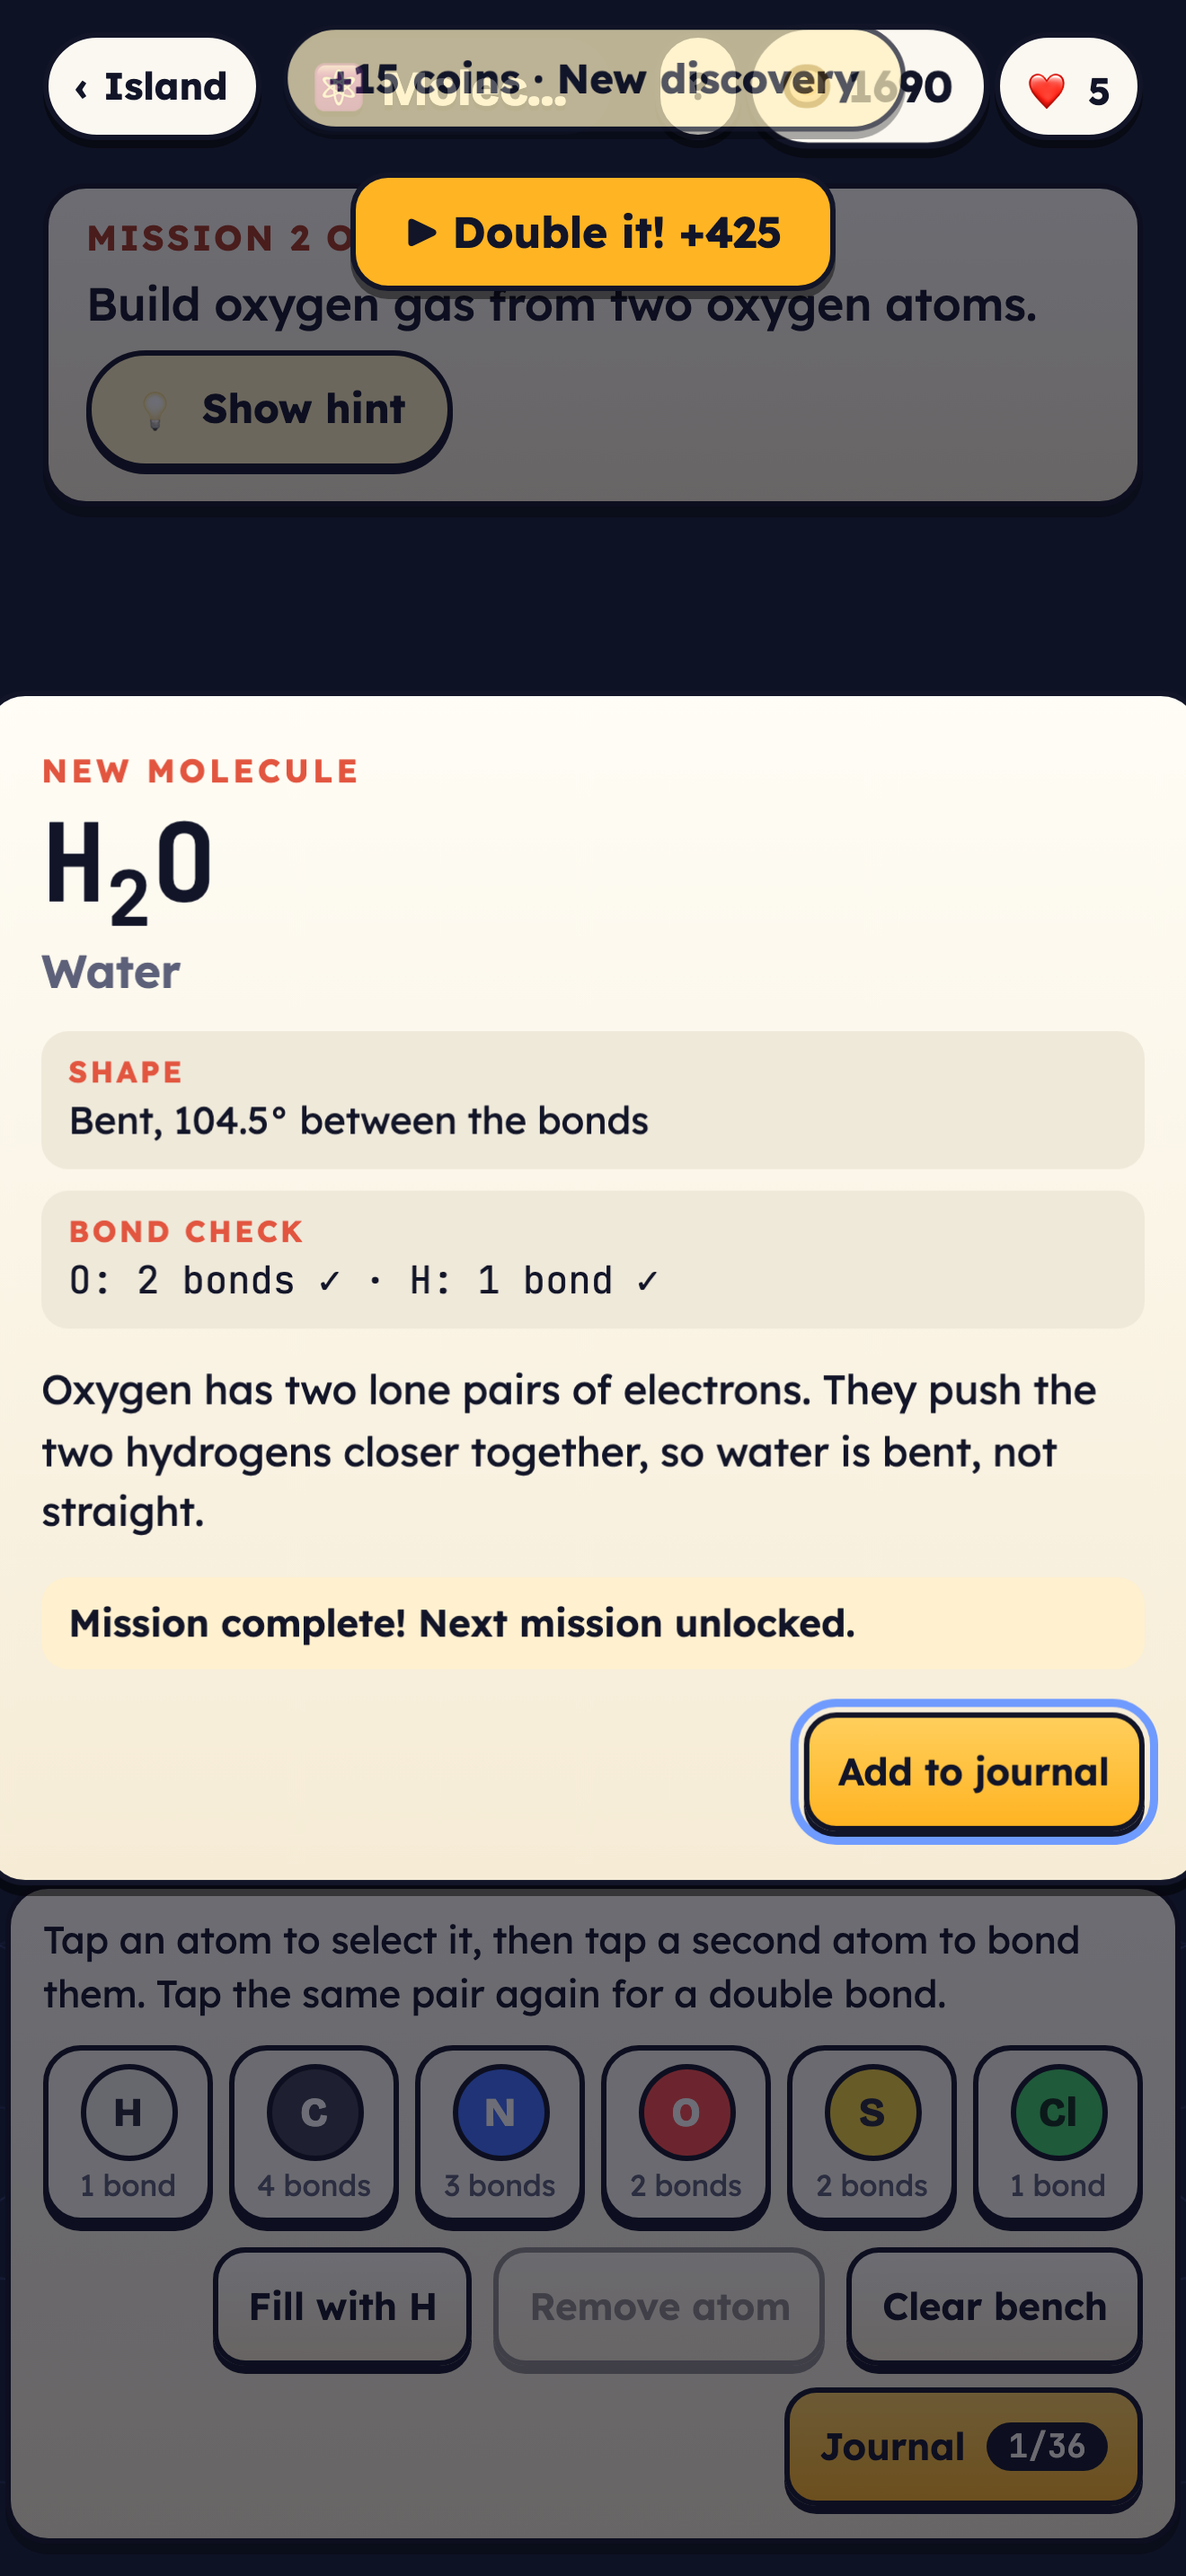 ‹ Island
+15 coins · New discovery
Molec...
1690
5
MISSION 2 O
▶ Double it! +425
Build oxygen gas from two oxygen atoms.
Show hint
NEW MOLECULE
H₂O
Water
SHAPE
Bent, 104.5° between the bonds
BOND CHECK
O: 2 bonds ✓ · H: 1 bond ✓
Oxygen has two lone pairs of electrons. They push the
two hydrogens closer together, so water is bent, not
straight.
Mission complete! Next mission unlocked.
Add to journal
Tap an atom to select it, then tap a second atom to bond
them. Tap the same pair again for a double bond.
H C N O S Cl
1 bond 4 bonds 3 bonds 2 bonds 2 bonds 1 bond
Fill with H Remove atom Clear bench
Journal 1/36